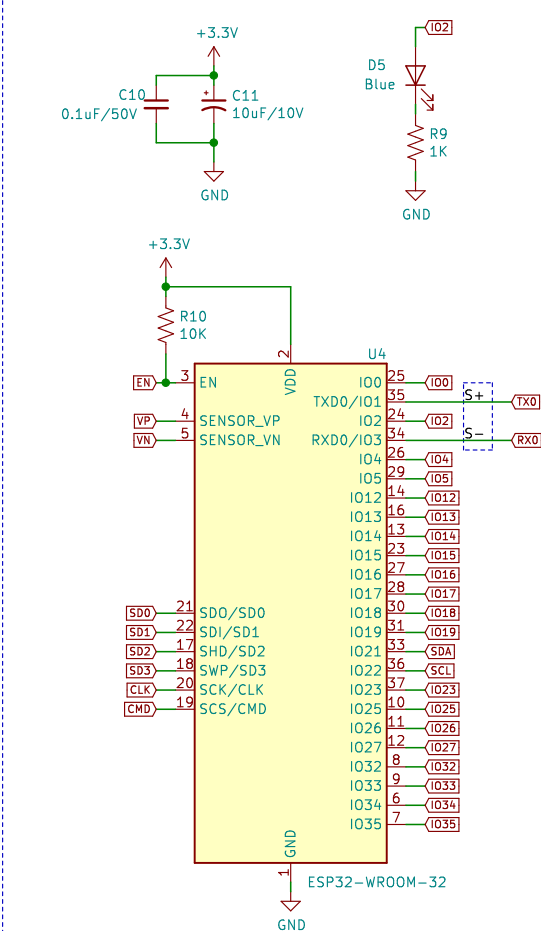 +3.3V
IO2
D5
Blue
C10
0.1uF/50V
C11
10uF/10V
R9
1K
GND
GND
+3.3V
R10
10K
U4
2
VDD
EN 3 EN
IO0 25 IO0
TXD0/IO1 35 S+ TX0
VP 4 SENSOR_VP
IO2 24 IO2
VN 5 SENSOR_VN
RXD0/IO3 34 S- RX0
IO4 26 IO4
IO5 29 IO5
IO12 14 IO12
IO13 16 IO13
IO14 13 IO14
IO15 23 IO15
IO16 27 IO16
IO17 28 IO17
SD0 21 SDO/SD0
IO18 30 IO18
SD1 22 SDI/SD1
IO19 31 IO19
SD2 17 SHD/SD2
IO21 33 SDA
SD3 18 SWP/SD3
IO22 36 SCL
CLK 20 SCK/CLK
IO23 37 IO23
CMD 19 SCS/CMD
IO25 10 IO25
IO26 11 IO26
IO27 12 IO27
IO32 8 IO32
IO33 9 IO33
IO34 6 IO34
IO35 7 IO35
GND
1
ESP32-WROOM-32
GND